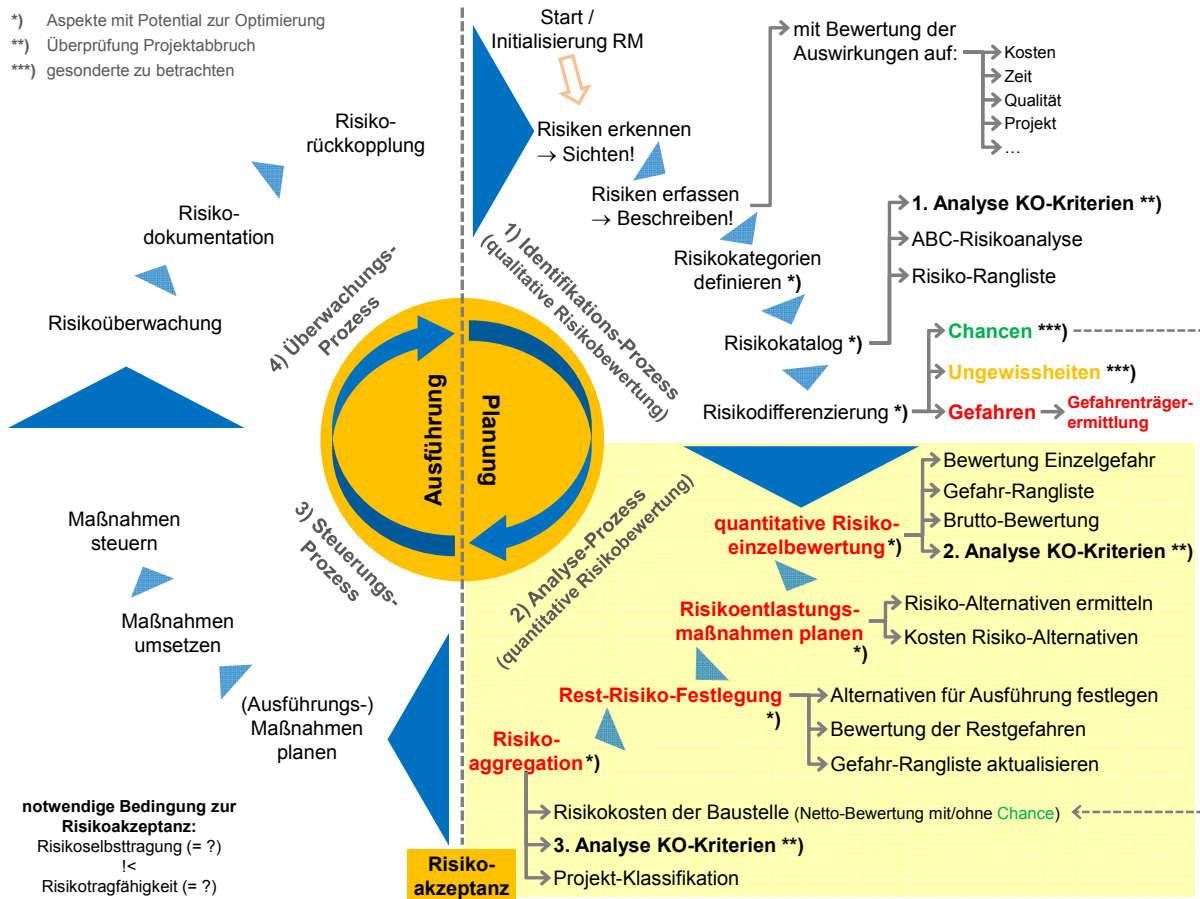 *) Aspekte mit Potential zur Optimierung
**) Überprüfung Projektabbruch
***) gesonderte zu betrachten
Start /
Initialisierung RM
mit Bewertung der
Auswirkungen auf:
Kosten
Zeit
Qualität
Projekt
...
Risiken erkennen
→ Sichten!
Risiken erfassen
→ Beschreiben!
Risikokategorien
definieren *)
Risikokatalog *)
1. Analyse KO-Kriterien **)
ABC-Risikoanalyse
Risiko-Rangliste
Risikodifferenzierung *)
Chancen ***)
Ungewissheiten ***)
Gefahren
Gefahrenträger-
ermittlung
1) Identifikations-Prozess
(qualitative Risikobewertung)
Planung
Ausführung
2) Analyse-Prozess
(quantitative Risikobewertung)
quantitative Risiko-
einzelbewertung *)
Bewertung Einzelgefahr
Gefahr-Rangliste
Brutto-Bewertung
2. Analyse KO-Kriterien **)
Risikoentlastungs-
maßnahmen planen
*)
Risiko-Alternativen ermitteln
Kosten Risiko-Alternativen
Rest-Risiko-Festlegung
*)
Alternativen für Ausführung festlegen
Bewertung der Restgefahren
Gefahr-Rangliste aktualisieren
Risiko-
aggregation *)
Risikokosten der Baustelle (Netto-Bewertung mit/ohne Chance)
3. Analyse KO-Kriterien **)
Projekt-Klassifikation
Risiko-
akzeptanz
notwendige Bedingung zur
Risikoakzeptanz:
Risikoselbsttragung (= ?)
!<
Risikotragfähigkeit (= ?)
3) Steuerungs-
Prozess
(Ausführungs-)
Maßnahmen
planen
Maßnahmen
umsetzen
Maßnahmen
steuern
4) Überwachungs-
Prozess
Risikoüberwachung
Risiko-
dokumentation
Risiko-
rückkopplung